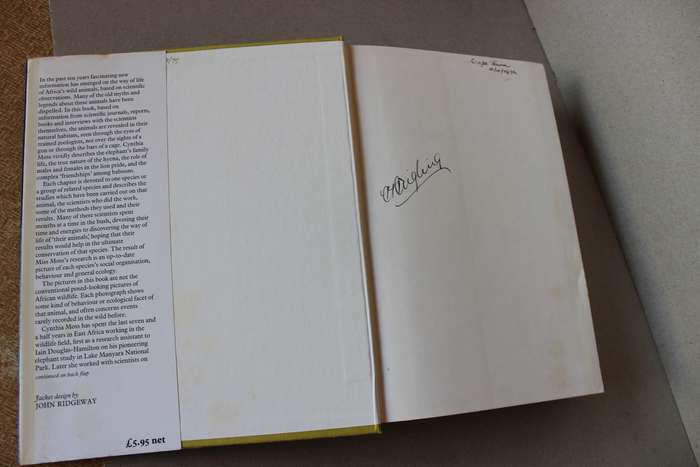 In the past ten years fascinating new
information has emerged on the way of life
of Africa's wild animals, based on scientific
observations. Many of the old myths and
legends about these animals have been
dispelled. In this book, based on
information from scientific journals, reports,
books and interviews with the scientists
themselves, the animals are revealed in their
natural habitats, seen through the eyes of
trained zoologists, not over the sights of a
gun or through the bars of a cage. Cynthia
Moss vividly describes the elephant's family
life, the true nature of the hyena, the role of
males and females in the lion pride, and the
complex 'friendships' among baboons.
Each chapter is devoted to one species or
a group of related species and describes the
studies which have been carried out on that
animal, the scientists who did the work,
some of the methods they used and their
results. Many of these scientists spent
months at a time in the bush, devoting their
time and energies to discovering the way of
life of 'their animals', hoping that their
results would help in the ultimate
conservation of that species. The result of
Miss Moss's research is an up-to-date
picture of each species's social organisation,
behaviour and general ecology.
The pictures in this book are not the
conventional posed-looking pictures of
African wildlife. Each photograph shows
some kind of behaviour or ecological facet of
that animal, and often concerns events
rarely recorded in the wild before.
Cynthia Moss has spent the last seven and
a half years in East Africa working in the
wildlife field, first as a research assistant to
Iain Douglas-Hamilton on his pioneering
elephant study in Lake Manyara National
Park. Later she worked with scientists on
continued on back flap
Jacket design by
JOHN RIDGEWAY
£5.95 net